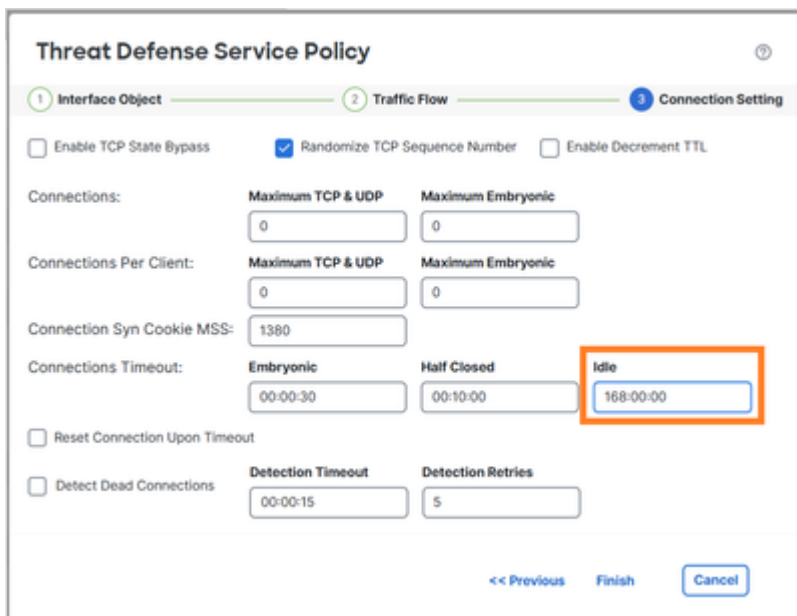 Threat Defense Service Policy
1 Interface Object 2 Traffic Flow 3 Connection Setting
Enable TCP State Bypass Randomize TCP Sequence Number Enable Decrement TTL
Connections: Maximum TCP & UDP Maximum Embryonic
0 0
Connections Per Client: Maximum TCP & UDP Maximum Embryonic
0 0
Connection Syn Cookie MSS: 1380
Connections Timeout: Embryonic Half Closed Idle
00:00:30 00:10:00 168:00:00
Reset Connection Upon Timeout
Detect Dead Connections Detection Timeout Detection Retries
00:00:15 5
<< Previous Finish Cancel